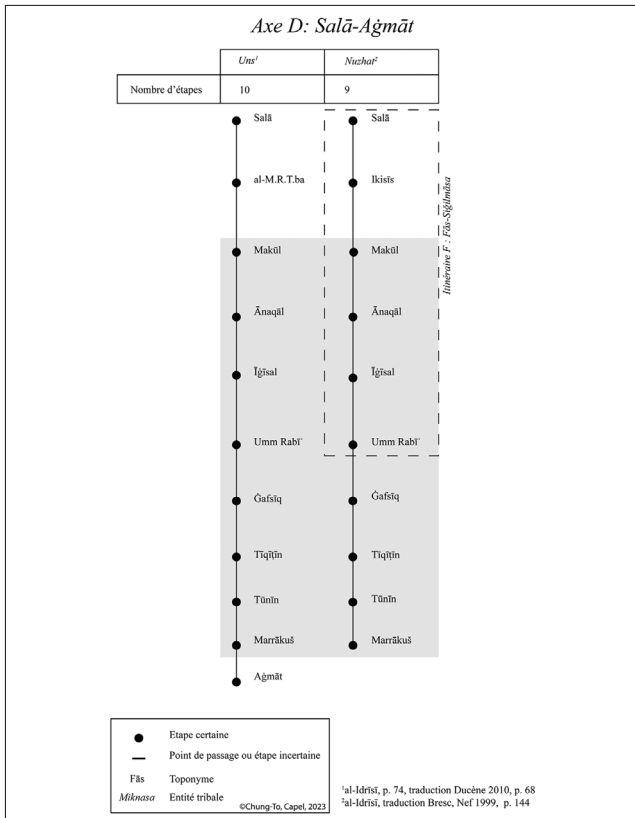 Axe D: Salā-Aġmāt
Uns¹ Nuzhat²
Nombre d'étapes 10 9
Salā Salā
al-M.R.T.ba Ikisīs
Makūl Makūl
Ānaqāl Ānaqāl
Īġīsal Īġīsal
Umm Rabīʿ Umm Rabīʿ
Ġafsīq Ġafsīq
Tīqīṭīn Tīqīṭīn
Tūnīn Tūnīn
Marrākuš Marrākuš
Aġmāt
Itinéraire F : Fās-Siġilmāsa
Etape certaine
Point de passage ou étape incertaine
Fās Toponyme
Miknasa Entité tribale
©Chung-To, Capel, 2023
¹al-Idrīsī, p. 74, traduction Ducène 2010, p. 68
²al-Idrīsī, traduction Bresc, Nef 1999, p. 144